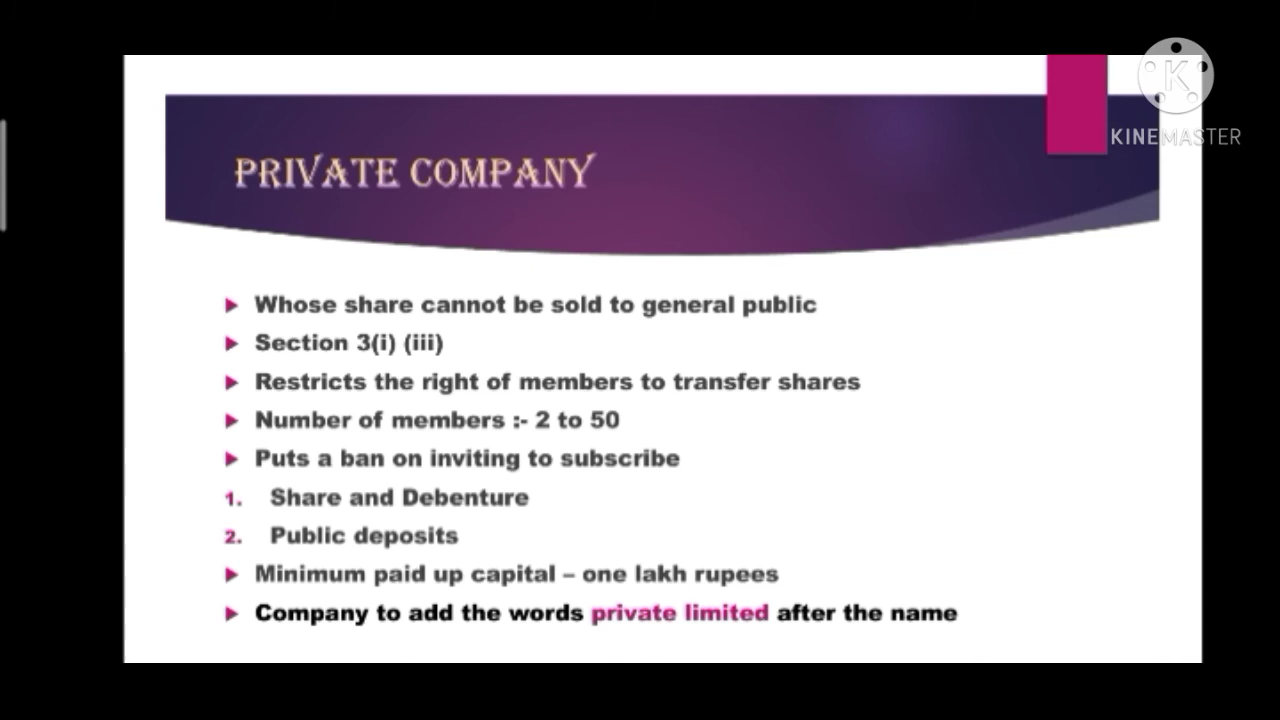 PRIVATE COMPANY
KINEMASTER
Whose share cannot be sold to general public
Section 3(i) (iii)
Restricts the right of members to transfer shares
Number of members :- 2 to 50
Puts a ban on inviting to subscribe
1. Share and Debenture
2. Public deposits
Minimum paid up capital – one lakh rupees
Company to add the words private limited after the name